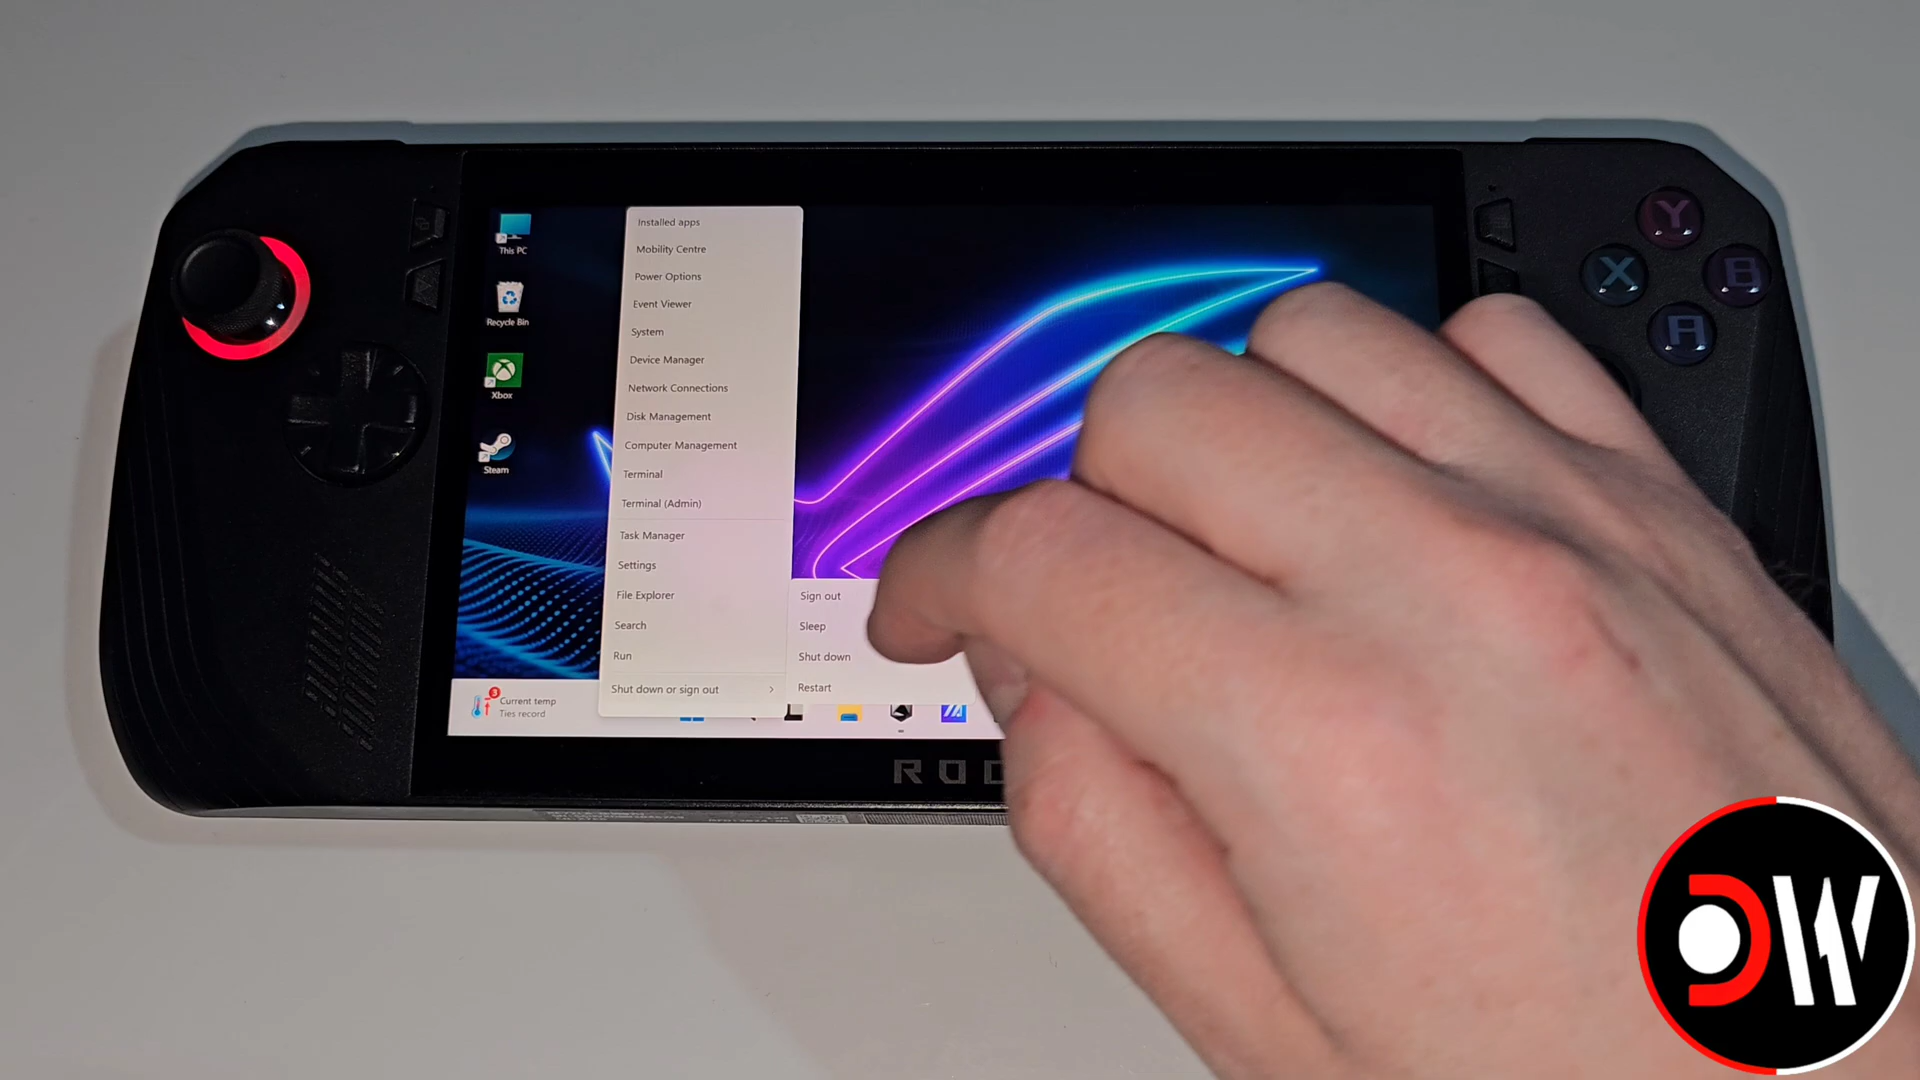 This PC
Recycle Bin
Xbox
Steam
Installed apps
Mobility Centre
Power Options
Event Viewer
System
Device Manager
Network Connections
Disk Management
Computer Management
Terminal
Terminal (Admin)
Task Manager
Settings
File Explorer
Search
Run
Shut down or sign out
Sign out
Sleep
Shut down
Restart
3
Current temp
Ties record
Y
X
B
A
DW